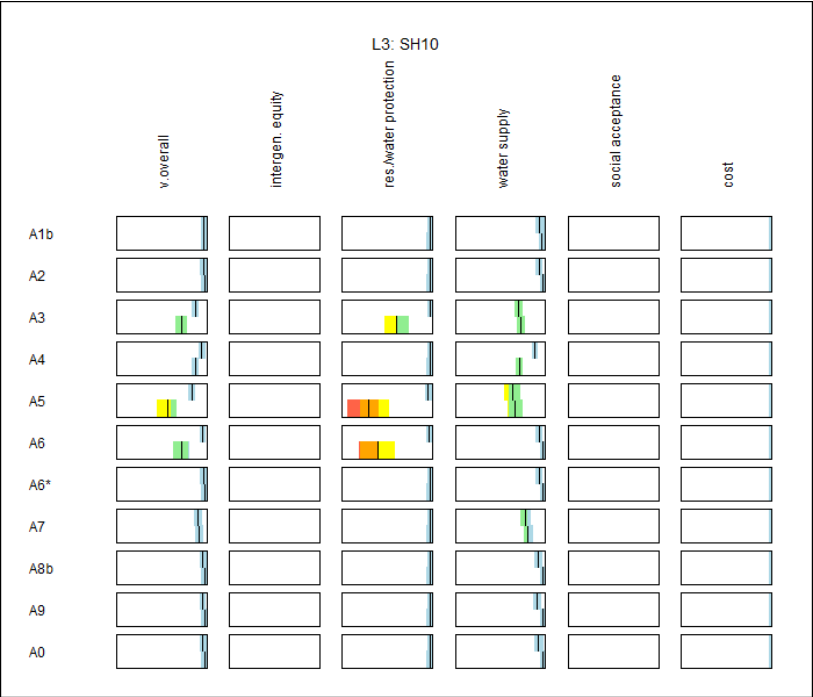 L3: SH10
v.overall
intergen. equity
res./water protection
water supply
social acceptance
cost
A1b
A2
A3
A4
A5
A6
A6*
A7
A8b
A9
A0